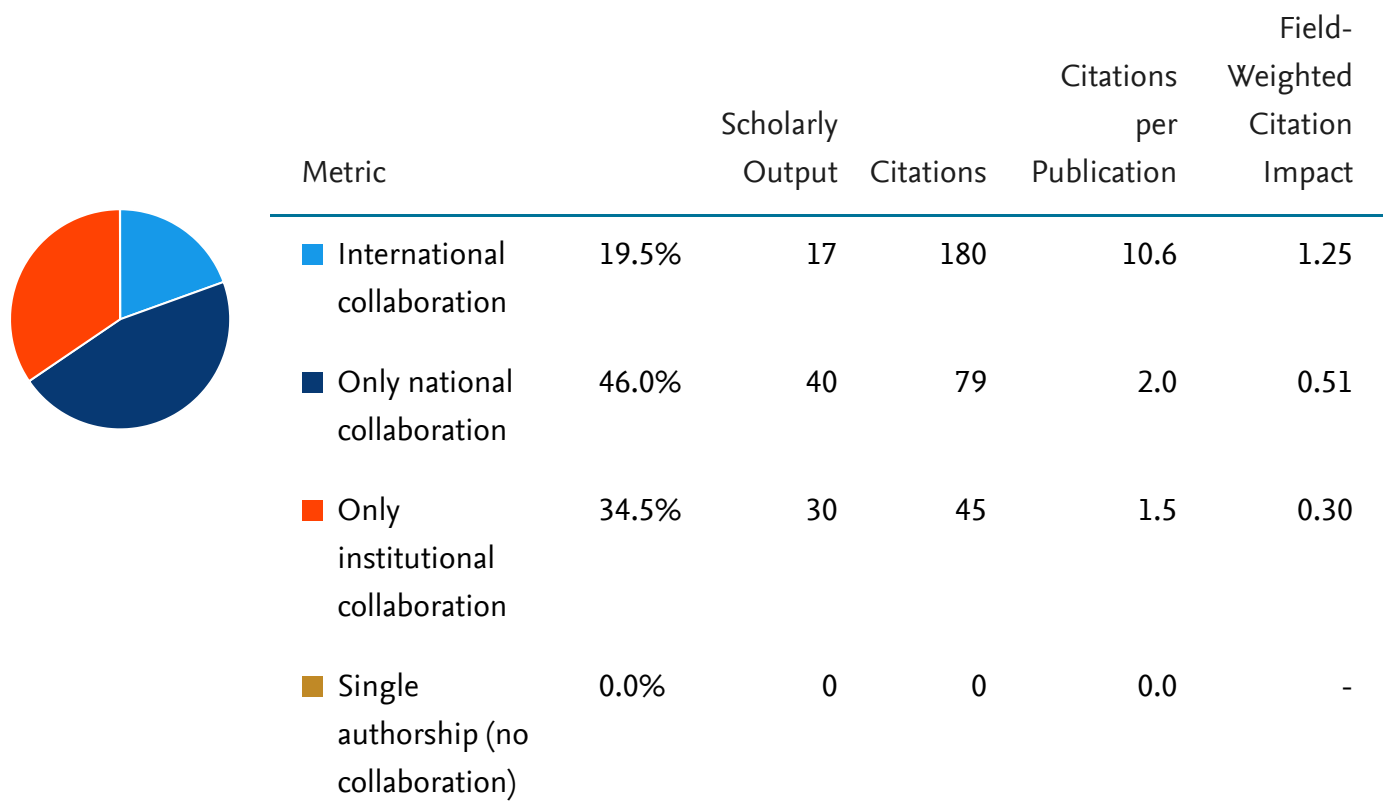 Field-
Citations Weighted
Scholarly per Citation
Metric Output Citations Publication Impact
International 19.5% 17 180 10.6 1.25
collaboration
Only national 46.0% 40 79 2.0 0.51
collaboration
Only 34.5% 30 45 1.5 0.30
institutional
collaboration
Single 0.0% 0 0 0.0 -
authorship (no
collaboration)